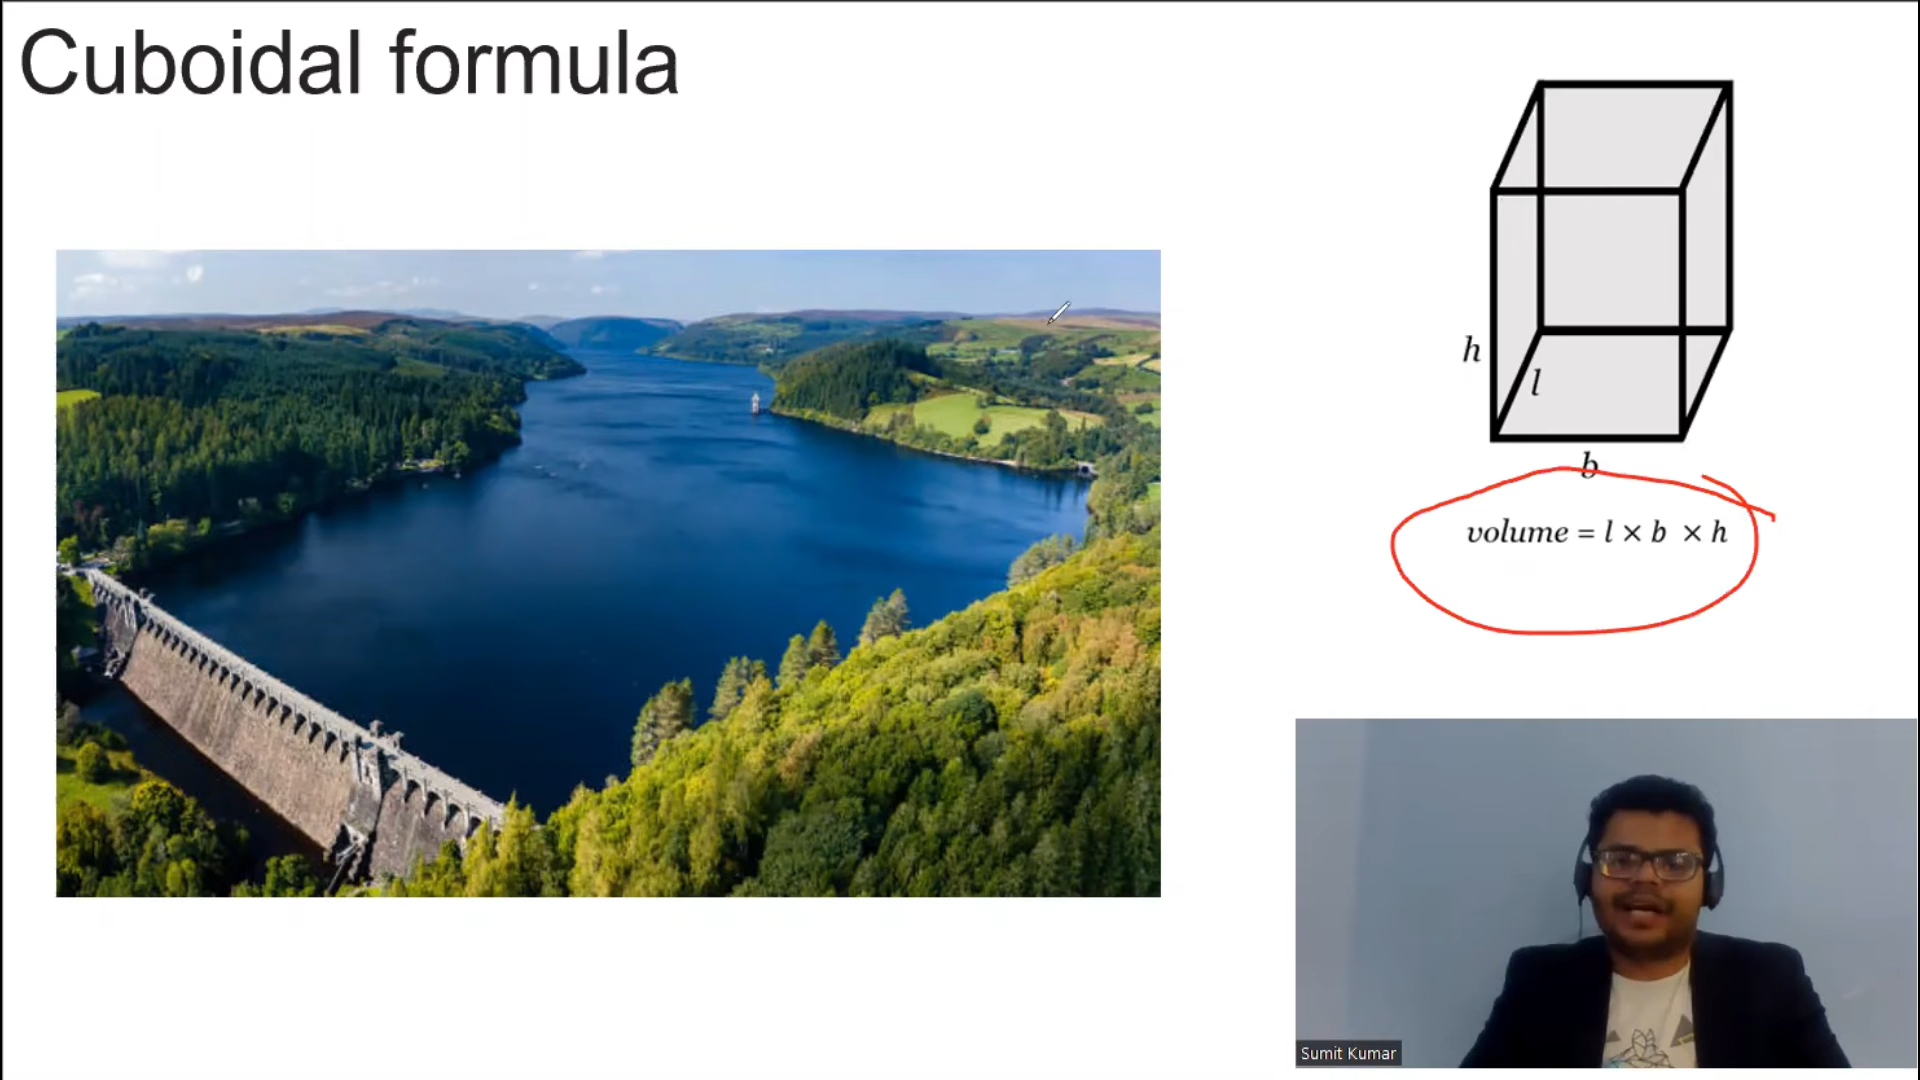 Cuboidal formula
h
l
b
volume = l × b × h
Sumit Kumar